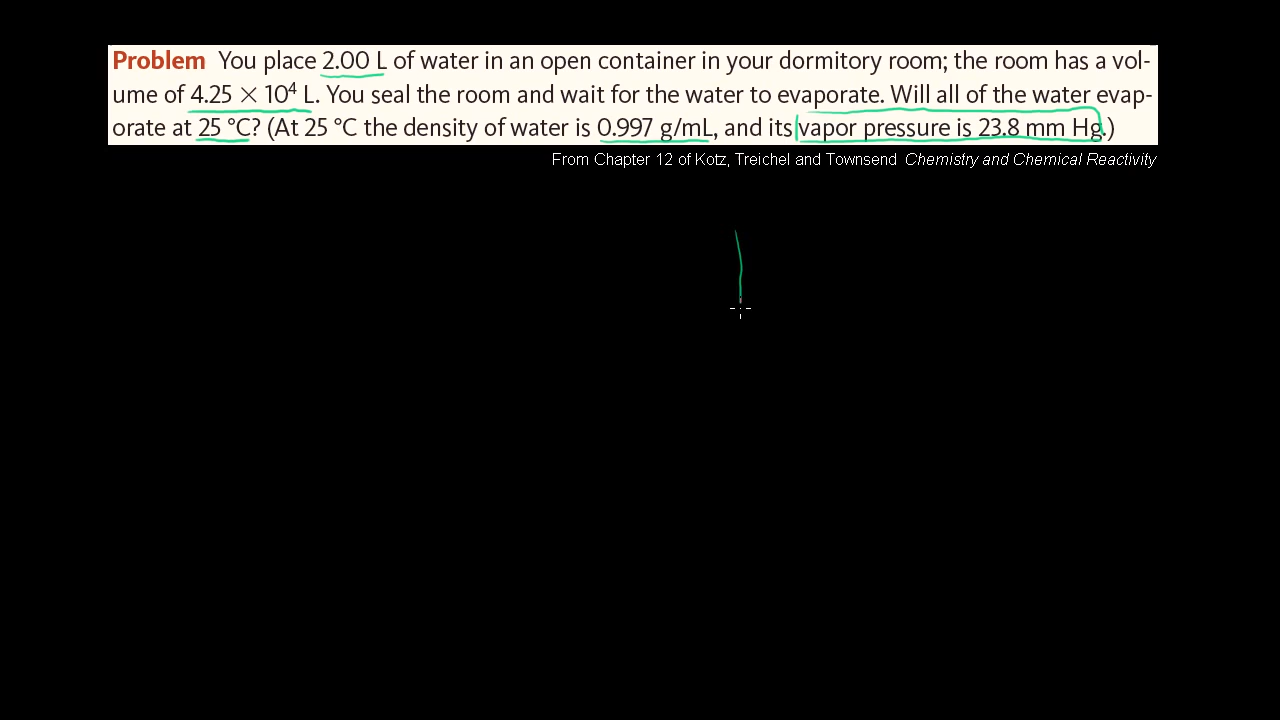 Problem You place 2.00 L of water in an open container in your dormitory room; the room has a vol-
ume of 4.25 × 10⁴ L. You seal the room and wait for the water to evaporate. Will all of the water evap-
orate at 25 °C? (At 25 °C the density of water is 0.997 g/mL, and its vapor pressure is 23.8 mm Hg.)
From Chapter 12 of Kotz, Treichel and Townsend Chemistry and Chemical Reactivity